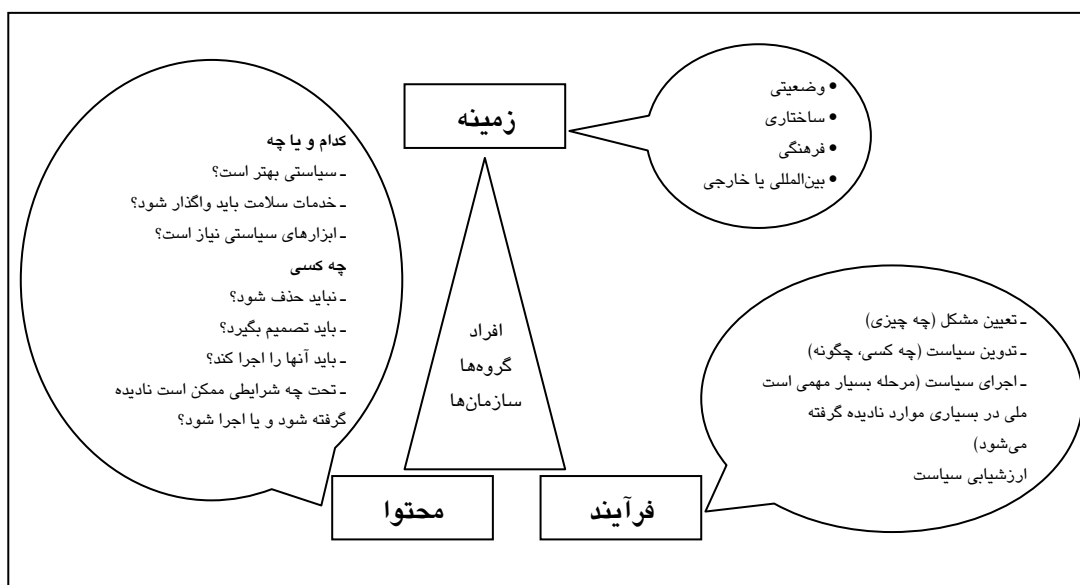 زمینه
• وضعیتی
• ساختاری
• فرهنگی
• بین‌المللی یا خارجی
کدام و یا چه
ـ سیاستی بهتر است؟
ـ خدمات سلامت باید واگذار شود؟
ـ ابزارهای سیاستی نیاز است؟
چه کسی
ـ نباید حذف شود؟
ـ باید تصمیم بگیرد؟
ـ باید آنها را اجرا کند؟
ـ تحت چه شرایطی ممکن است نادیده
گرفته شود و یا اجرا شود؟
افراد
گروه‌ها
سازمان‌ها
ـ تعیین مشکل (چه چیزی)
ـ تدوین سیاست (چه کسی، چگونه)
ـ اجرای سیاست (مرحله بسیار مهمی است
ملی در بسیاری موارد نادیده گرفته
می‌شود)
ارزشیابی سیاست
فرآیند
محتوا